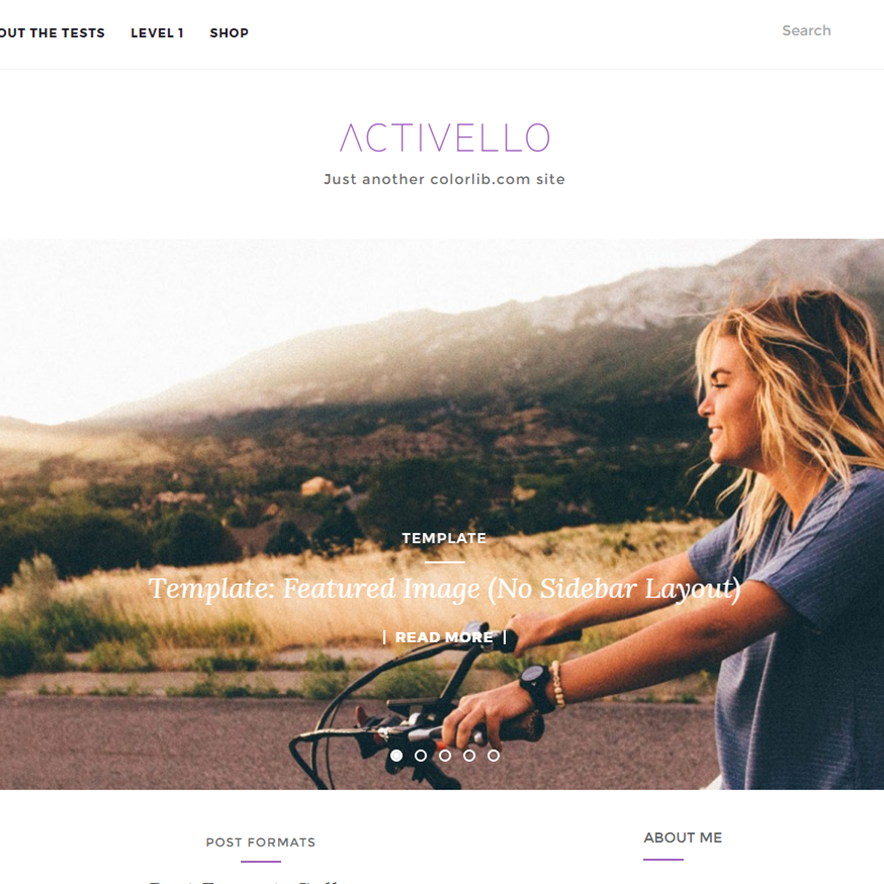 OUT THE TESTS LEVEL 1 SHOP Search
ACTIVELLO
Just another colorlib.com site
TEMPLATE
Template: Featured Image (No Sidebar Layout)
| READ MORE |
POST FORMATS
ABOUT ME